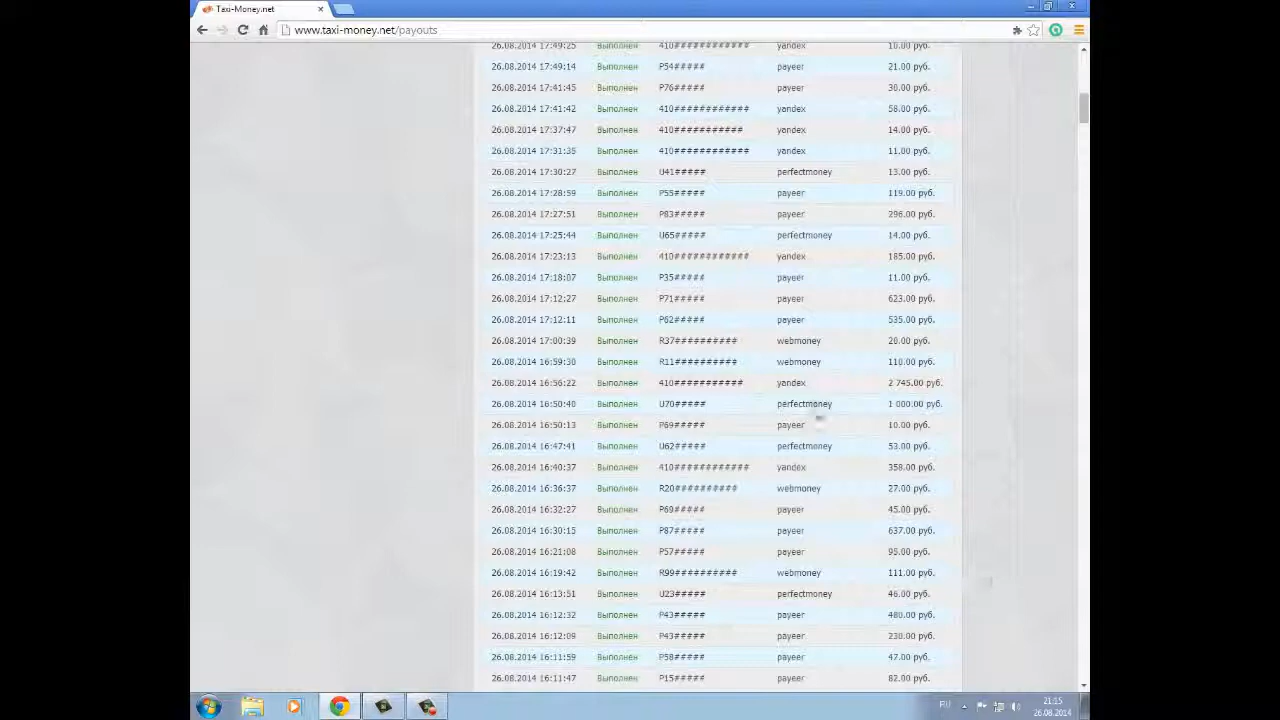 Taxi-Money.net
www.taxi-money.net/payouts
26.08.2014 17:49:25 Выполнен 410############ yandex 10.00 руб.
26.08.2014 17:49:14 Выполнен P54##### payeer 21.00 руб.
26.08.2014 17:41:45 Выполнен P76##### payeer 30.00 руб.
26.08.2014 17:41:42 Выполнен 410############ yandex 58.00 руб.
26.08.2014 17:37:47 Выполнен 410########### yandex 14.00 руб.
26.08.2014 17:31:35 Выполнен 410############ yandex 11.00 руб.
26.08.2014 17:30:27 Выполнен U41##### perfectmoney 13.00 руб.
26.08.2014 17:28:59 Выполнен P55##### payeer 119.00 руб.
26.08.2014 17:27:51 Выполнен P83##### payeer 296.00 руб.
26.08.2014 17:25:44 Выполнен U65##### perfectmoney 14.00 руб.
26.08.2014 17:23:13 Выполнен 410############ yandex 185.00 руб.
26.08.2014 17:18:07 Выполнен P35##### payeer 11.00 руб.
26.08.2014 17:12:27 Выполнен P71##### payeer 623.00 руб.
26.08.2014 17:12:11 Выполнен P62##### payeer 535.00 руб.
26.08.2014 17:00:39 Выполнен R37########## webmoney 20.00 руб.
26.08.2014 16:59:30 Выполнен R11########## webmoney 110.00 руб.
26.08.2014 16:56:22 Выполнен 410########### yandex 2 745.00 руб.
26.08.2014 16:50:40 Выполнен U70##### perfectmoney 1 000.00 руб.
26.08.2014 16:50:13 Выполнен P69##### payeer 10.00 руб.
26.08.2014 16:47:41 Выполнен U62##### perfectmoney 53.00 руб.
26.08.2014 16:40:37 Выполнен 410############ yandex 358.00 руб.
26.08.2014 16:36:37 Выполнен R20########## webmoney 27.00 руб.
26.08.2014 16:32:27 Выполнен P69##### payeer 45.00 руб.
26.08.2014 16:30:15 Выполнен P87##### payeer 637.00 руб.
26.08.2014 16:21:08 Выполнен P57##### payeer 95.00 руб.
26.08.2014 16:19:42 Выполнен R99########## webmoney 111.00 руб.
26.08.2014 16:13:51 Выполнен U23##### perfectmoney 46.00 руб.
26.08.2014 16:12:32 Выполнен P43##### payeer 480.00 руб.
26.08.2014 16:12:09 Выполнен P43##### payeer 230.00 руб.
26.08.2014 16:11:59 Выполнен P58##### payeer 47.00 руб.
26.08.2014 16:11:47 Выполнен P15##### payeer 82.00 руб.
RU 21:15
26.08.2014